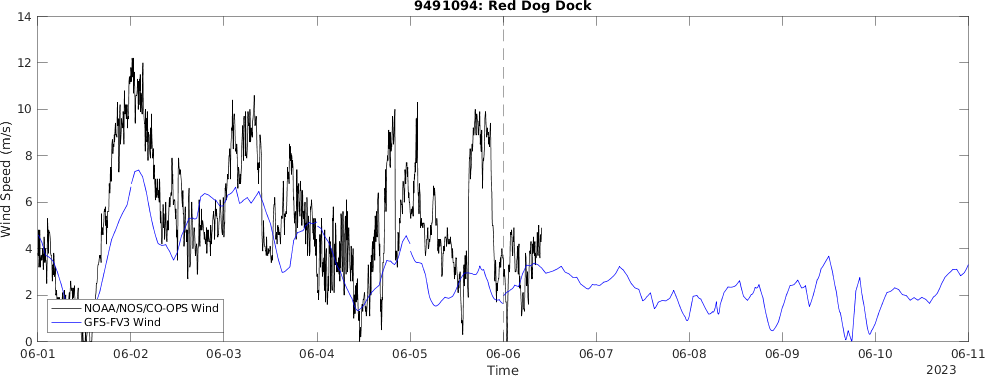 9491094: Red Dog Dock
Wind Speed (m/s)
14
12
10
8
6
4
2
0
NOAA/NOS/CO-OPS Wind
GFS-FV3 Wind
06-01 06-02 06-03 06-04 06-05 06-06 06-07 06-08 06-09 06-10 06-11
Time
2023